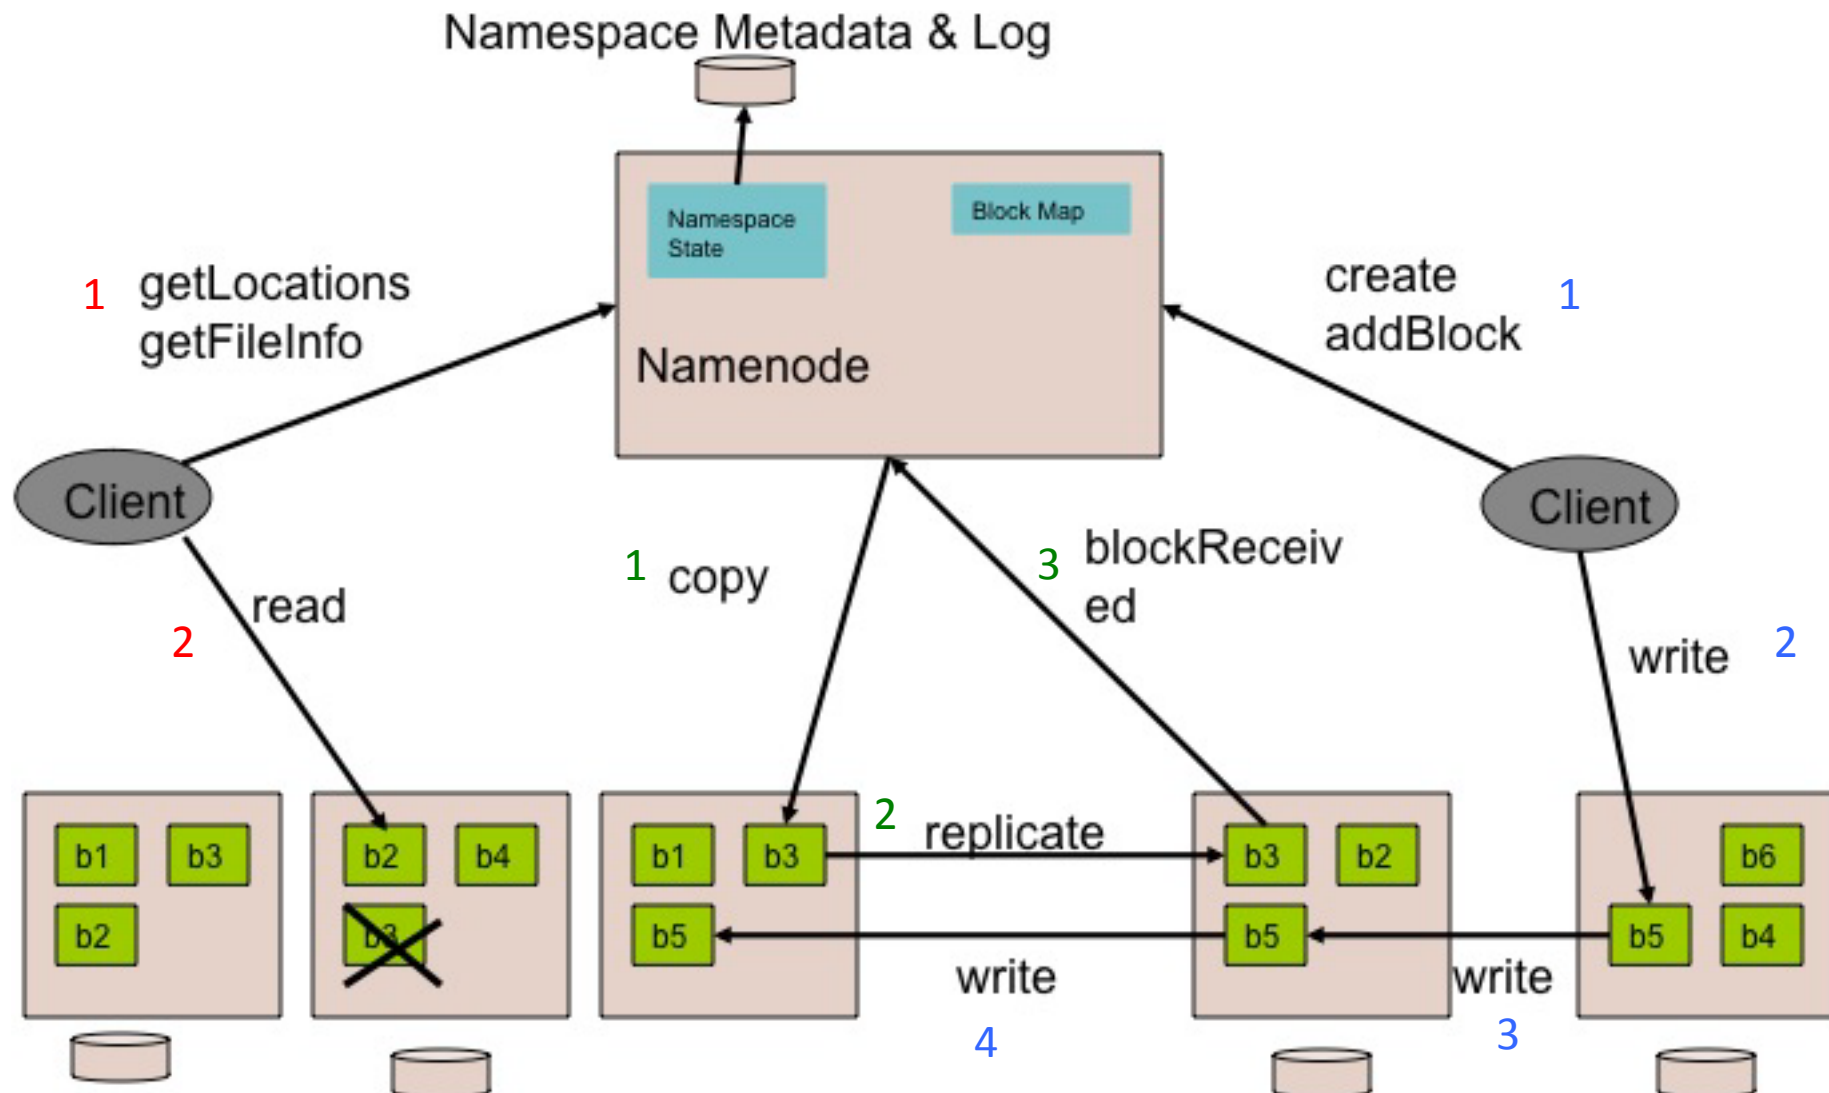 Namespace Metadata & Log
Namespace
State
Block Map
Namenode
1
getLocations
getFileInfo
create
addBlock
1
Client
Client
read
2
1
copy
3
blockReceiv
ed
write
2
b1
b3
b2
b2
b4
b3
b1
b3
b5
2
replicate
b3
b2
b5
b6
b5
b4
write
4
write
3